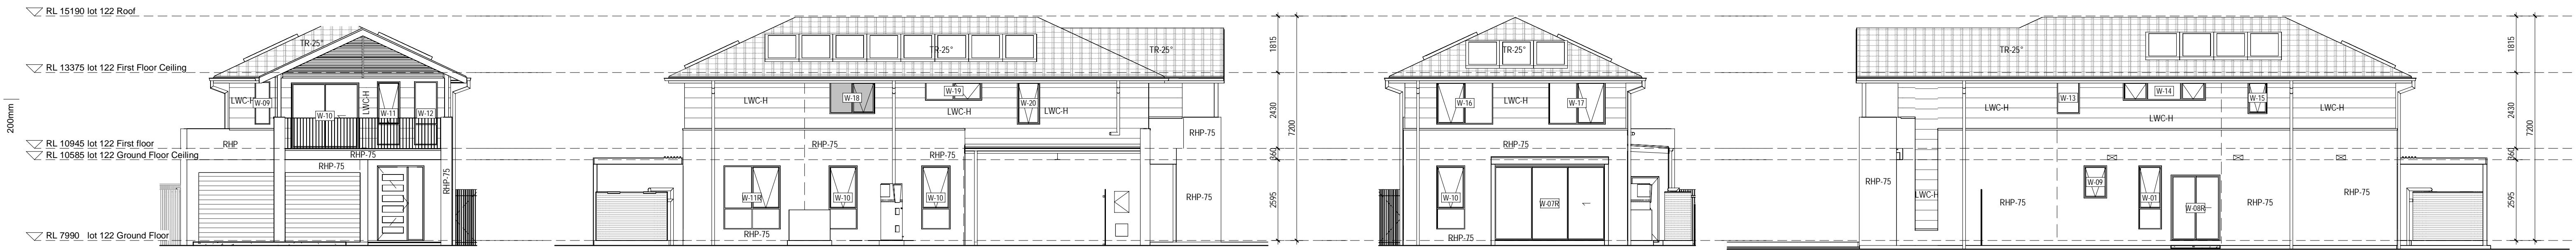 RL 15190 lot 122 Roof
RL 13375 lot 122 First Floor Ceiling
200mm
RL 10945 lot 122 First floor
RL 10585 lot 122 Ground Floor Ceiling
RL 7990 lot 122 Ground Floor
TR-25°
LWC-H
W-09
W-10
LWC-H
W-11
W-12
RHP
RHP-75
RHP-75
RHP-75
TR-25°
TR-25°
LWC-H
W-18
W-19
LWC-H
W-20
LWC-H
RHP-75
RHP-75
RHP-75
W-11R
W-10
W-10
RHP-75
RHP-75
1815
2430
360
2595
7200
TR-25°
W-16
LWC-H
W-17
RHP-75
W-10
W-07R
RHP-75
TR-25°
TR-25°
LWC-H
W-13
W-14
LWC-H
W-15
LWC-H
RHP-75
LWC-H
RHP-75
W-09
W-01
W-08R
RHP-75
RHP-75
1815
2430
360
2595
7200